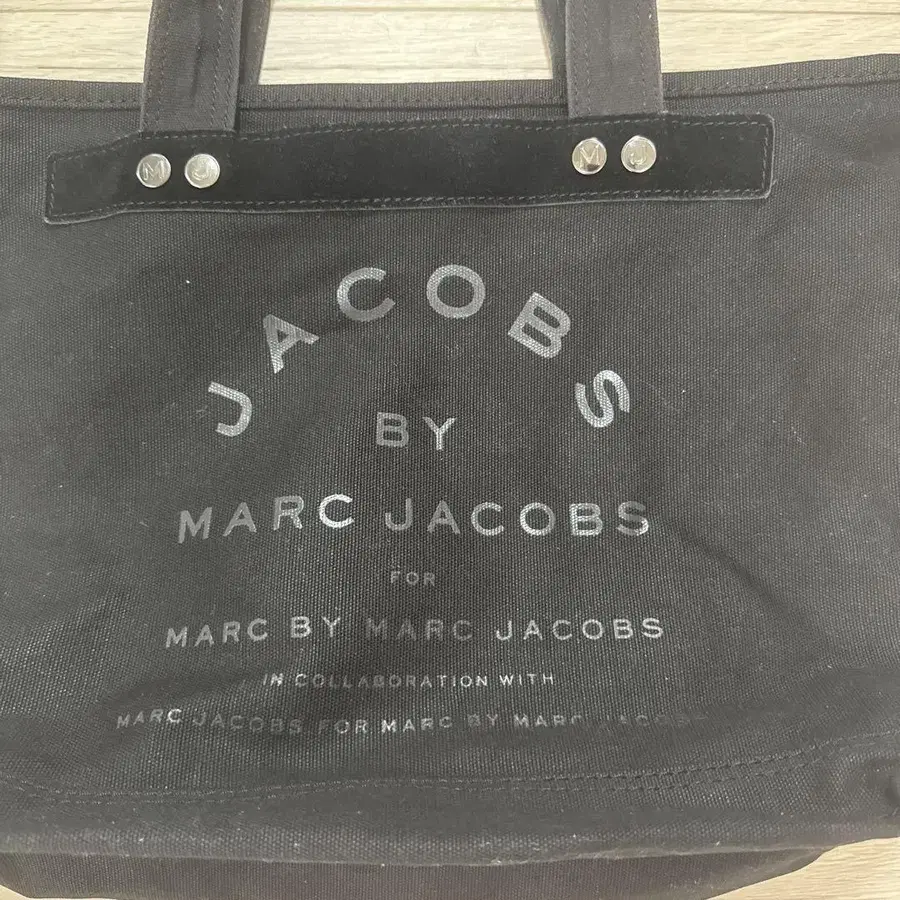 M J M J
JACOBS
BY
MARC JACOBS
FOR
MARC BY MARC JACOBS
IN COLLABORATION WITH
MARC JACOBS FOR MARC BY MARC JACOBS